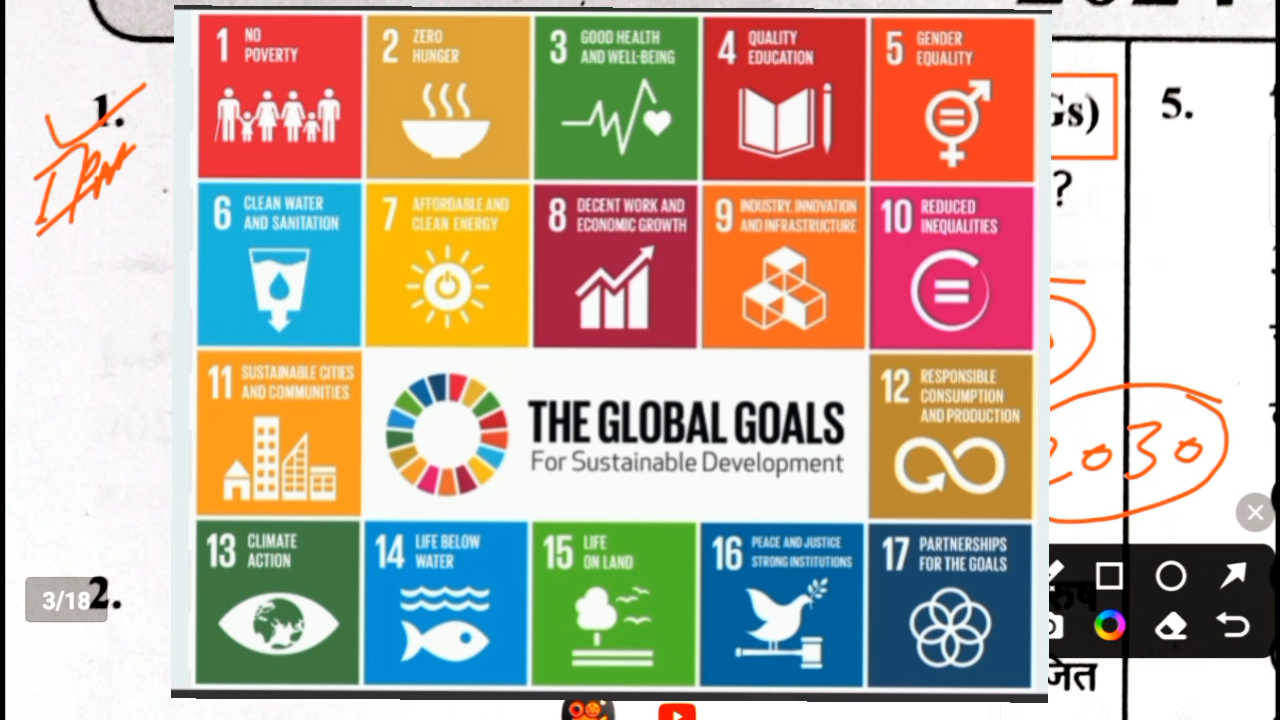 1.
1 NO POVERTY
2 ZERO HUNGER
3 GOOD HEALTH AND WELL-BEING
4 QUALITY EDUCATION
5 GENDER EQUALITY
Gs)
5.
?
6 CLEAN WATER AND SANITATION
7 AFFORDABLE AND CLEAN ENERGY
8 DECENT WORK AND ECONOMIC GROWTH
9 INDUSTRY, INNOVATION AND INFRASTRUCTURE
10 REDUCED INEQUALITIES
11 SUSTAINABLE CITIES AND COMMUNITIES
THE GLOBAL GOALS
For Sustainable Development
12 RESPONSIBLE CONSUMPTION AND PRODUCTION
2030
13 CLIMATE ACTION
14 LIFE BELOW WATER
15 LIFE ON LAND
16 PEACE AND JUSTICE STRONG INSTITUTIONS
17 PARTNERSHIPS FOR THE GOALS
3/18
2.